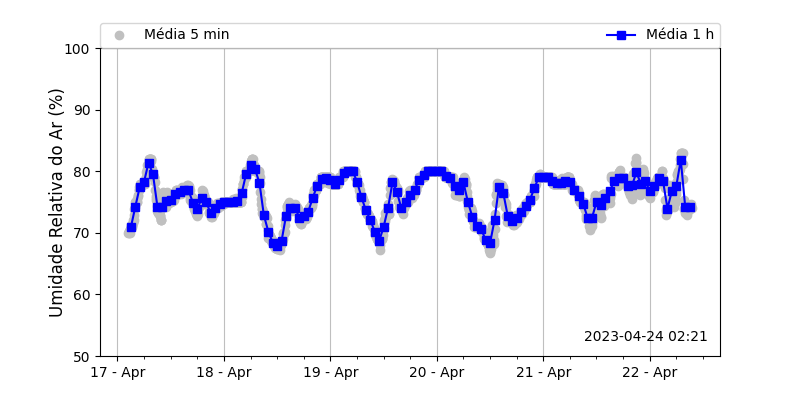 Média 5 min
Média 1 h
Umidade Relativa do Ar (%)
100
90
80
70
60
50
2023-04-24 02:21
17 - Apr
18 - Apr
19 - Apr
20 - Apr
21 - Apr
22 - Apr